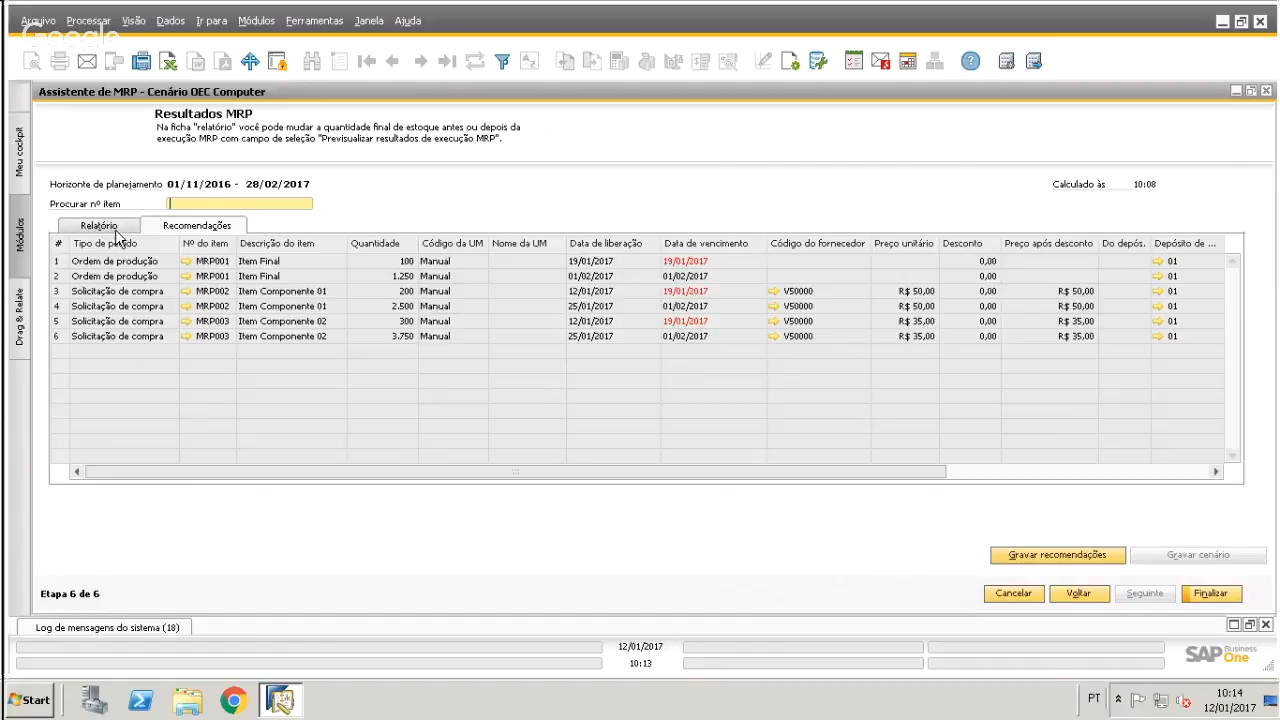 Arquivo Processar Visão Dados Ir para Módulos Ferramentas Janela Ajuda
Google
Assistente de MRP - Cenário OEC Computer
Resultados MRP
Na ficha "relatório" você pode mudar a quantidade final de estoque antes ou depois da
execução MRP com campo de seleção "Previsualizar resultados de execução MRP".
Meu cockpit
Módulos
Drag & Relate
Horizonte de planejamento 01/11/2016 - 28/02/2017 Calculado às 10:08
Procurar nº item
Relatório Recomendações
# Tipo de Nº do item Descrição do item Quantidade Código da UM Nome da UM Data de liberação Data de vencimento Código do fornecedor Preço unitário Desconto Preço após desconto Do depós. Depósito de ...
1 Ordem de produção MRP001 Item Final 100 Manual 19/01/2017 19/01/2017 0,00 01
2 Ordem de produção MRP001 Item Final 1.250 Manual 01/02/2017 01/02/2017 0,00 01
3 Solicitação de compra MRP002 Item Componente 01 200 Manual 12/01/2017 19/01/2017 V50000 R$ 50,00 0,00 R$ 50,00 01
4 Solicitação de compra MRP002 Item Componente 01 2.500 Manual 25/01/2017 01/02/2017 V50000 R$ 50,00 0,00 R$ 50,00 01
5 Solicitação de compra MRP003 Item Componente 02 300 Manual 12/01/2017 19/01/2017 V50000 R$ 35,00 0,00 R$ 35,00 01
6 Solicitação de compra MRP003 Item Componente 02 3.750 Manual 25/01/2017 01/02/2017 V50000 R$ 35,00 0,00 R$ 35,00 01
Gravar recomendações Gravar cenário
Etapa 6 de 6 Cancelar Voltar Seguinte Finalizar
Log de mensagens do sistema (18)
12/01/2017
10:13
SAP Business One
Start PT 10:14
12/01/2017